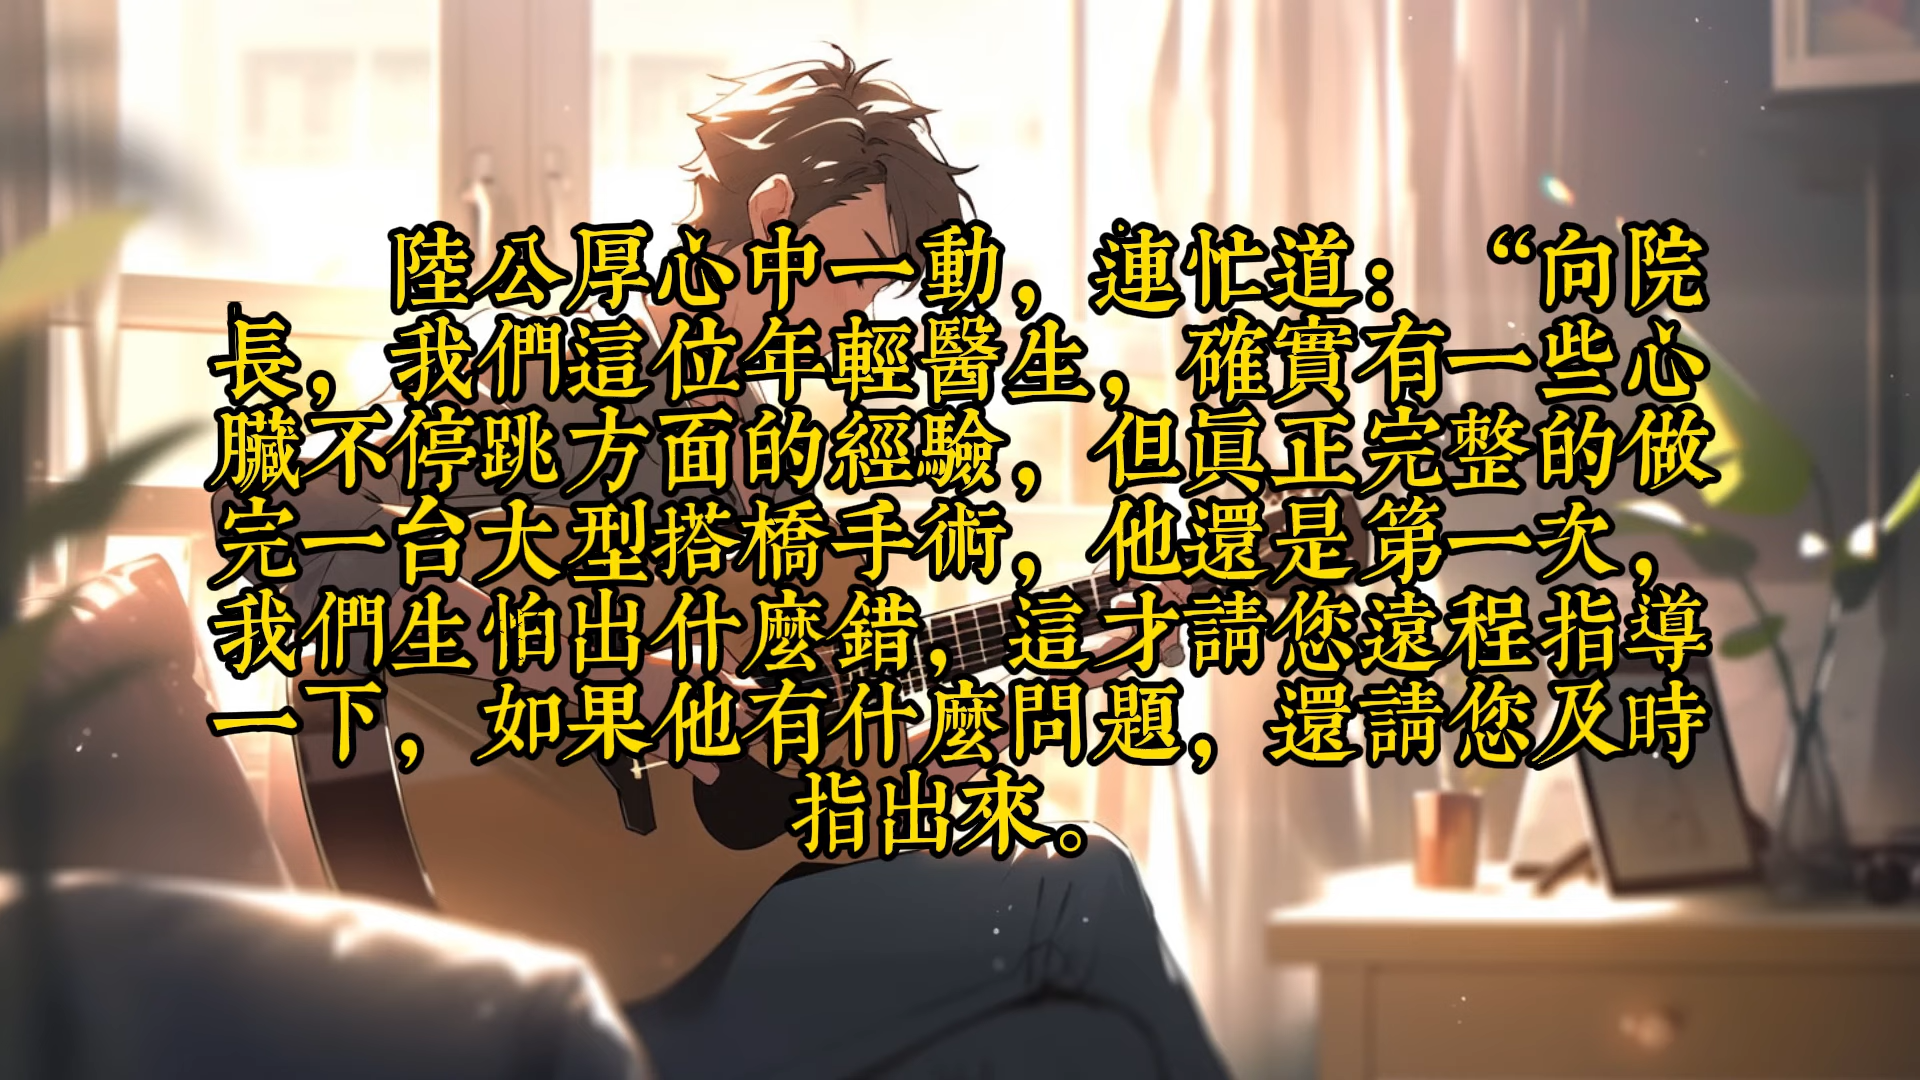 陸公厚心中一動，連忙道：“向院
長，我們這位年輕醫生，確實有一些心
臟不停跳方面的經驗，但眞正完整的做
完一台大型搭橋手術，他還是第一次，
我們生怕出什麼錯，這才請您遠程指導
一下，如果他有什麼問題，還請您及時
指出來。